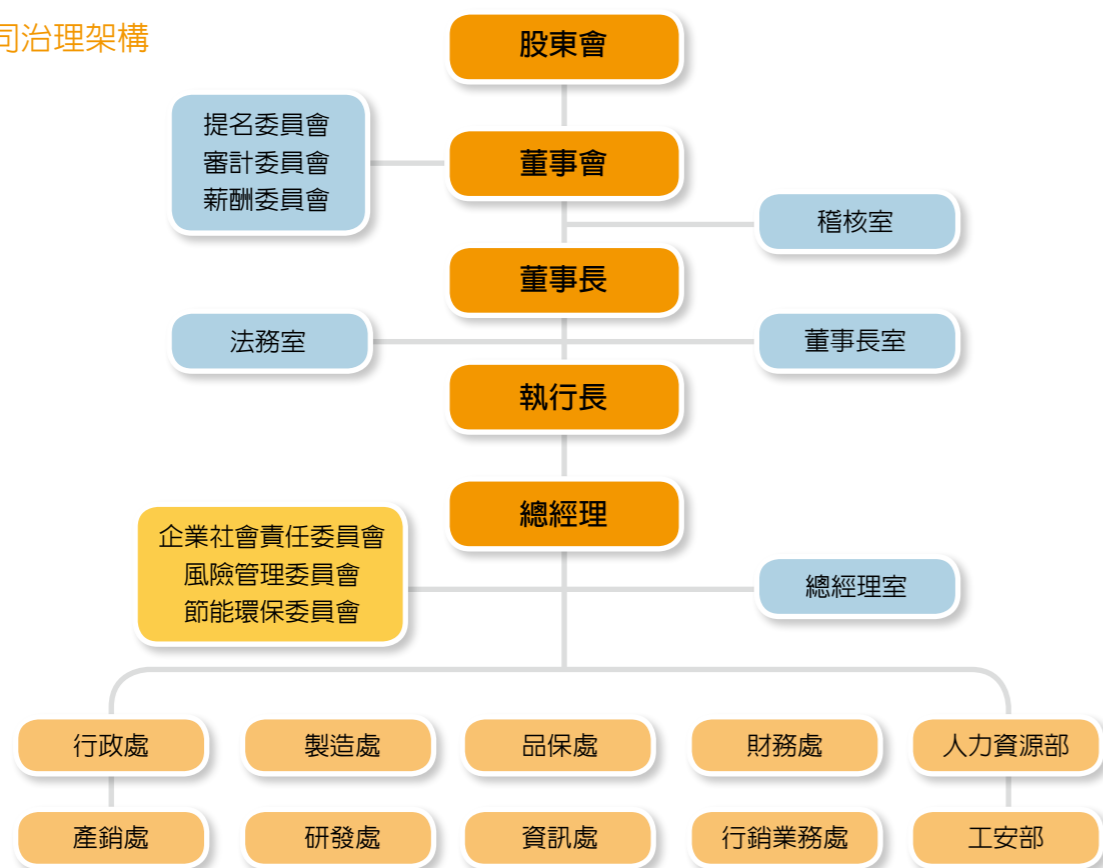 司治理架構
股東會
提名委員會
審計委員會
薪酬委員會
董事會
稽核室
董事長
法務室
董事長室
執行長
總經理
企業社會責任委員會
風險管理委員會
節能環保委員會
總經理室
行政處
製造處
品保處
財務處
人力資源部
產銷處
研發處
資訊處
行銷業務處
工安部